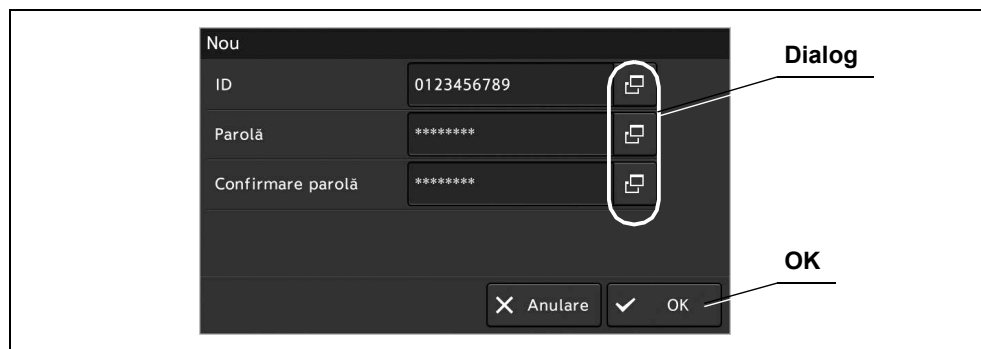 Nou
Dialog
ID 0123456789
Parolă ********
Confirmare parolă ********
OK
Anulare OK